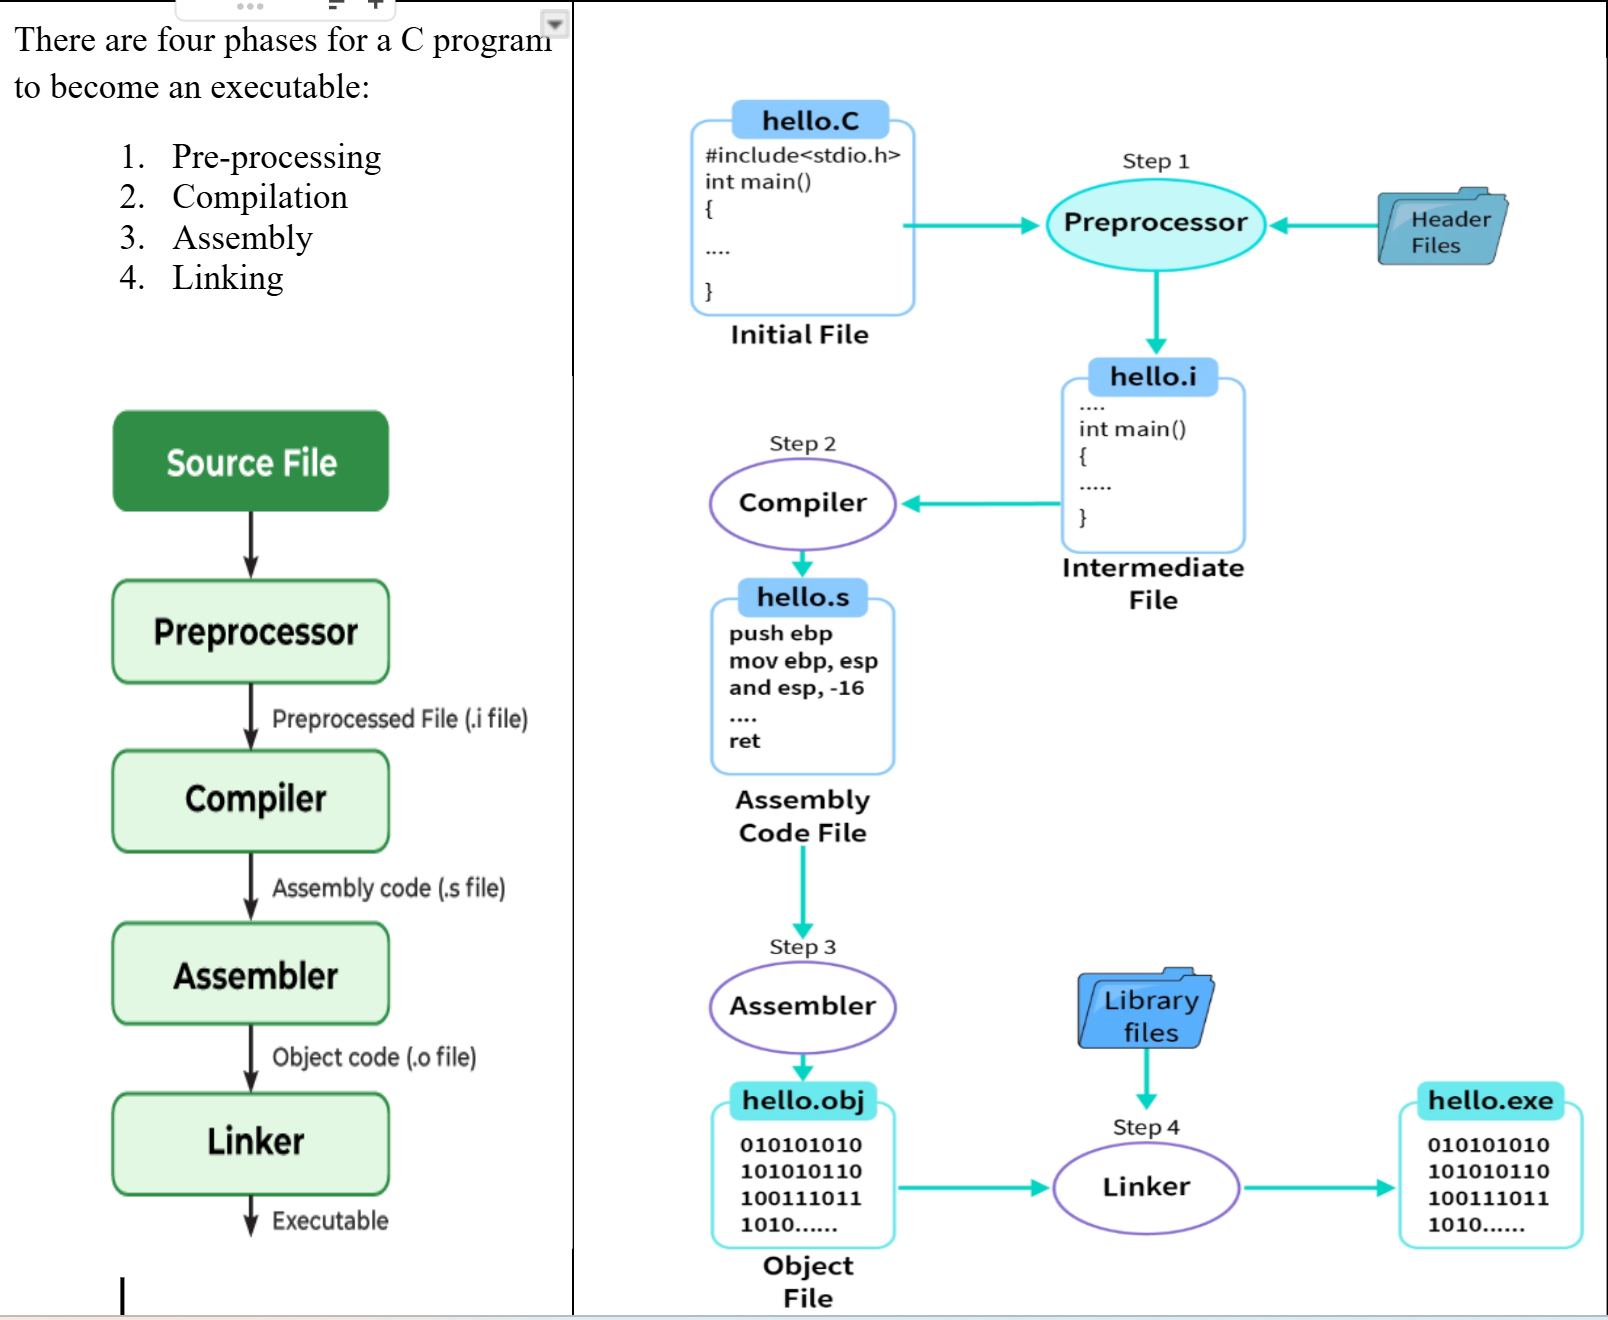 There are four phases for a C program
to become an executable:
1. Pre-processing
2. Compilation
3. Assembly
4. Linking
Source File
Preprocessor
Preprocessed File (.i file)
Compiler
Assembly code (.s file)
Assembler
Object code (.o file)
Linker
Executable
hello.C
#include<stdio.h>
int main()
{
....
}
Initial File
Step 1
Preprocessor
Header
Files
hello.i
....
int main()
{
.....
}
Intermediate
File
Step 2
Compiler
hello.s
push ebp
mov ebp, esp
and esp, -16
....
ret
Assembly
Code File
Step 3
Assembler
hello.obj
010101010
101010110
100111011
1010......
Object
File
Library
files
Step 4
Linker
hello.exe
010101010
101010110
100111011
1010......